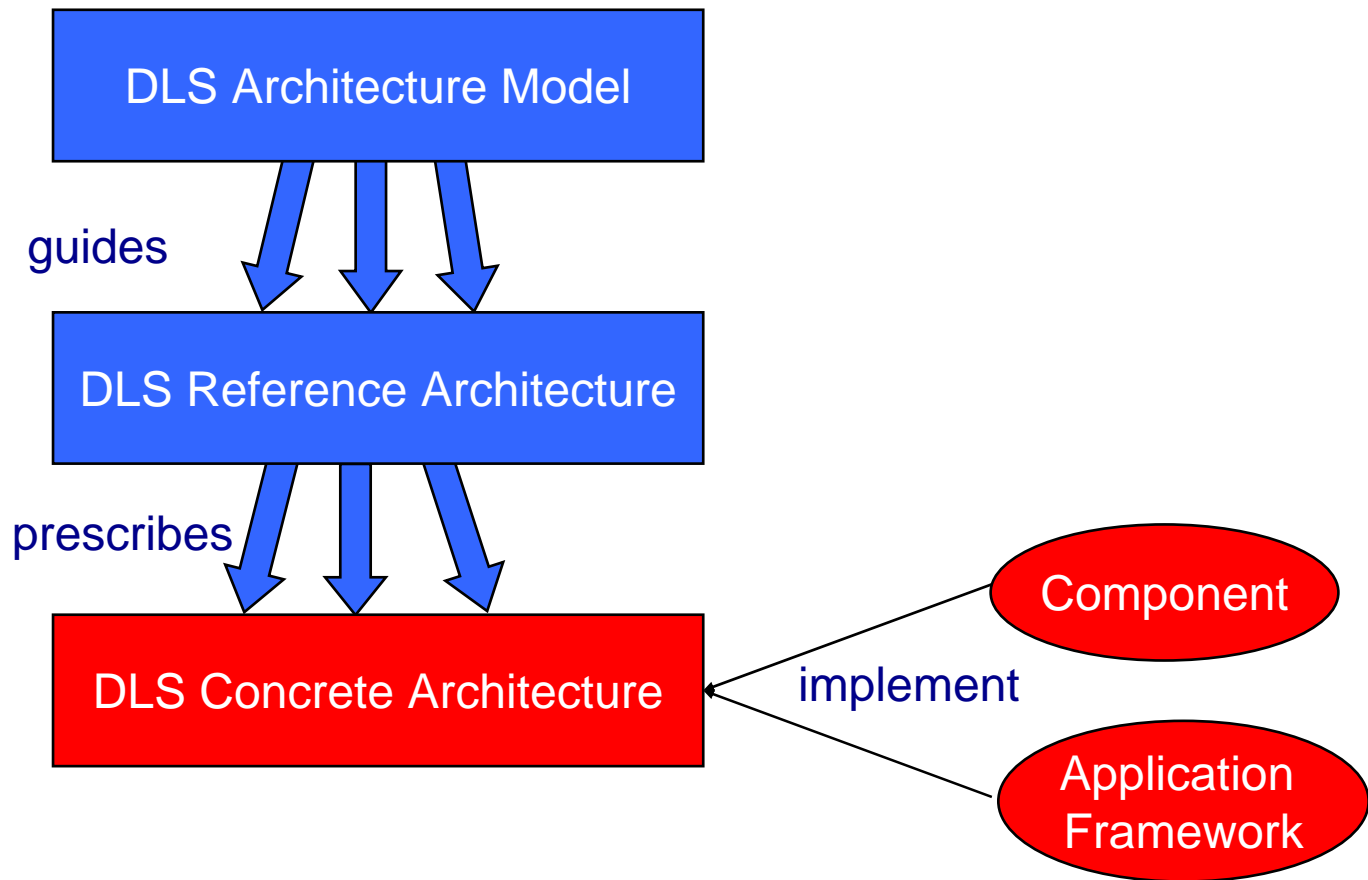 DLS Architecture Model
guides
DLS Reference Architecture
prescribes
Component
DLS Concrete Architecture
implement
Application
Framework